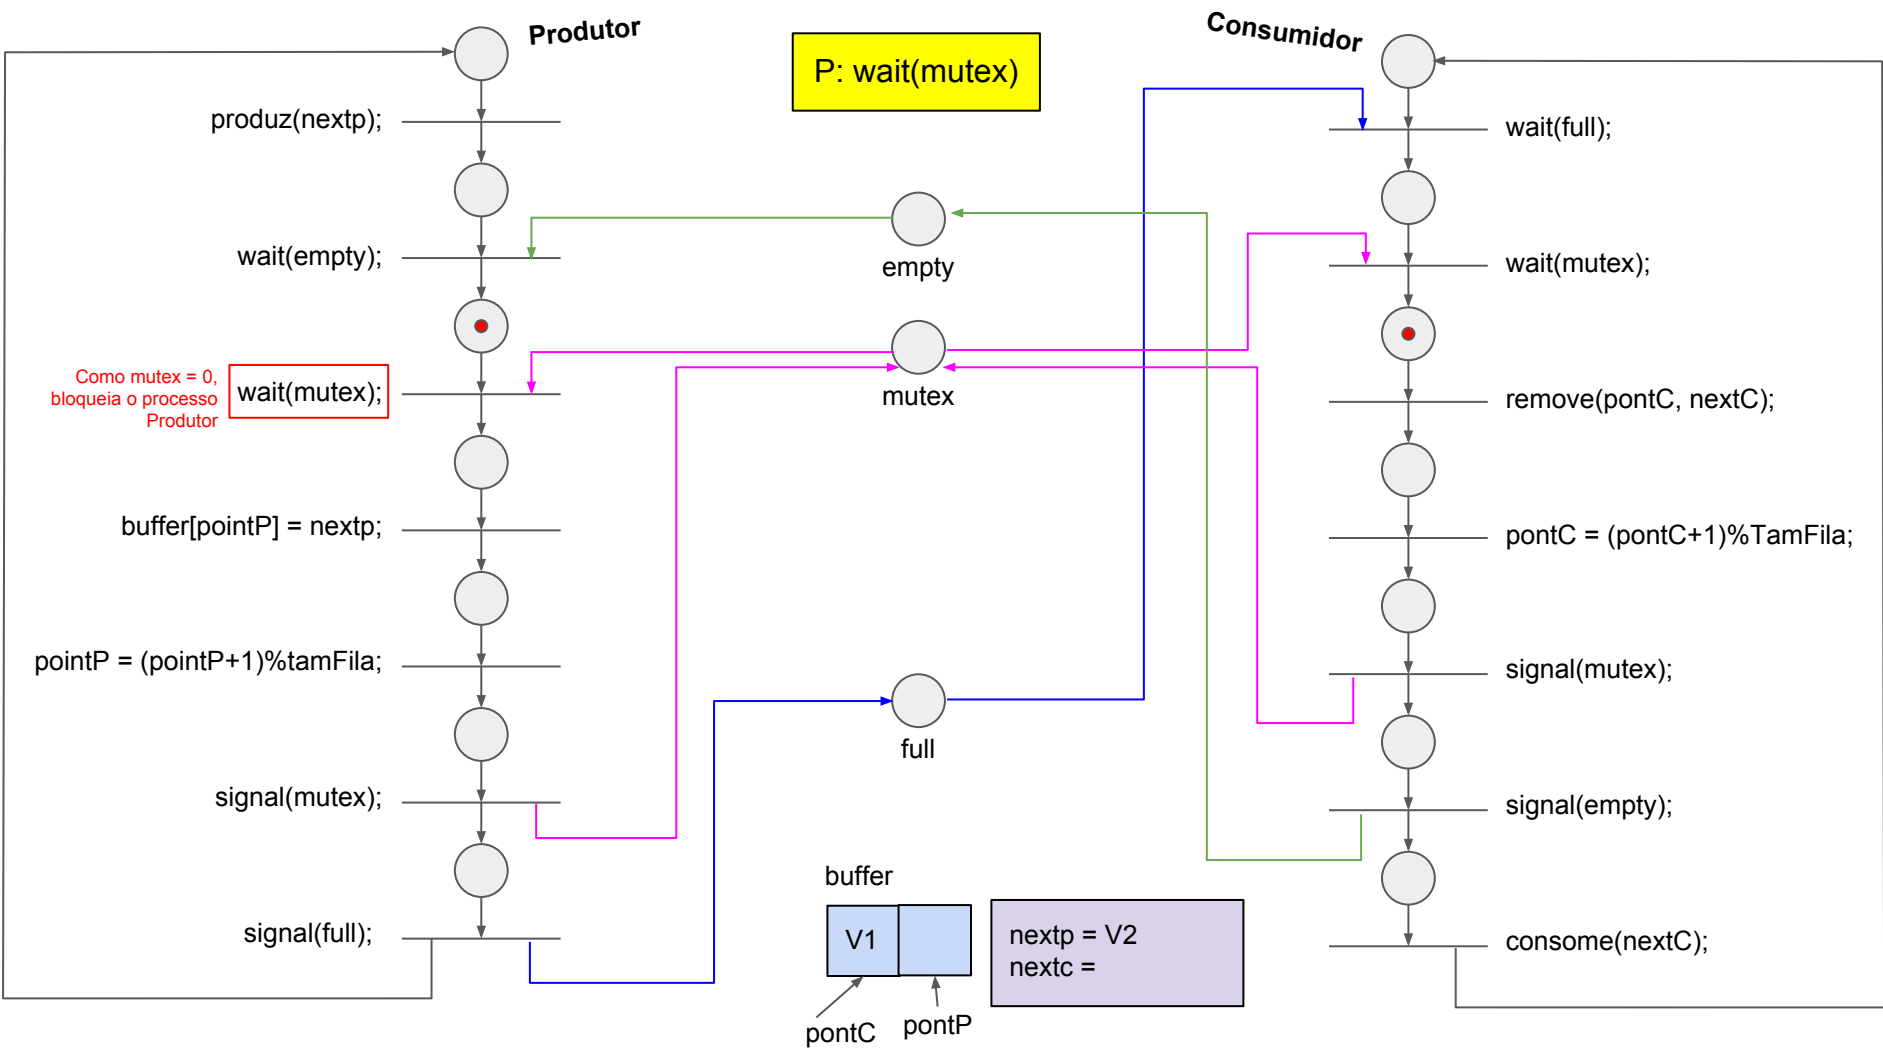 Produtor
Consumidor
P: wait(mutex)
produz(nextp);
wait(full);
wait(empty);
empty
wait(mutex);
Como mutex = 0,
bloqueia o processo
Produtor
wait(mutex);
mutex
remove(pontC, nextC);
buffer[pointP] = nextp;
pontC = (pontC+1)%TamFila;
pointP = (pointP+1)%tamFila;
signal(mutex);
full
signal(mutex);
signal(empty);
buffer
signal(full);
V1
nextp = V2
nextc =
consome(nextC);
pontC
pontP